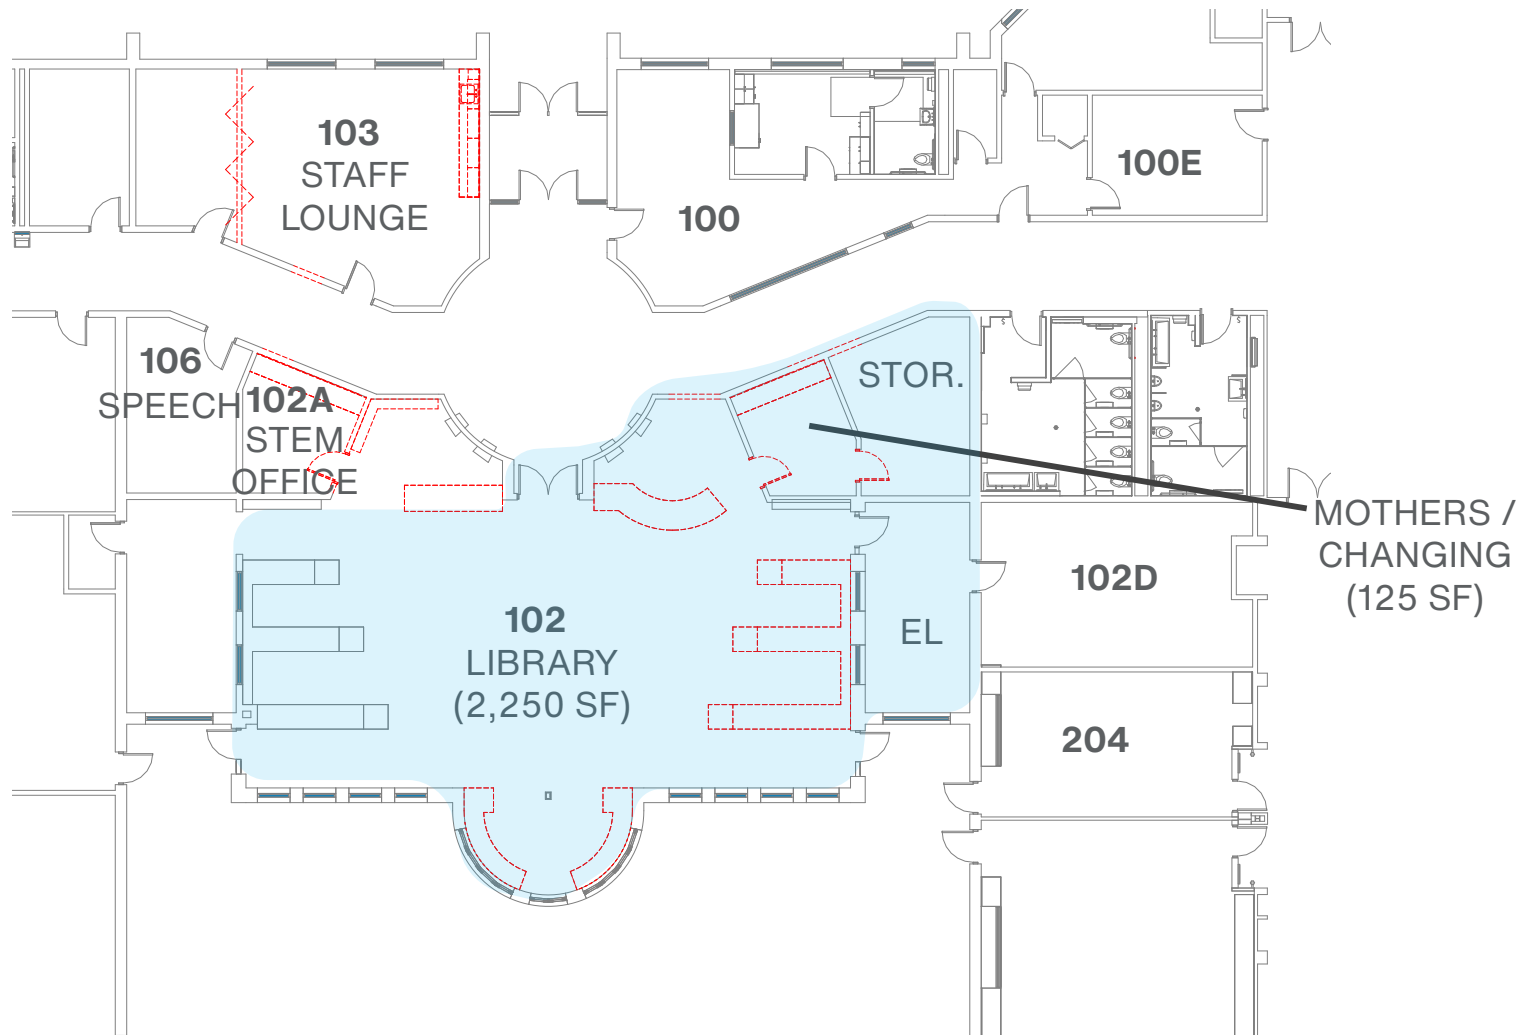 103
STAFF
LOUNGE
100
100E
106
SPEECH
102A
STEM
OFFICE
STOR.
MOTHERS /
CHANGING
(125 SF)
102
LIBRARY
(2,250 SF)
EL
102D
204